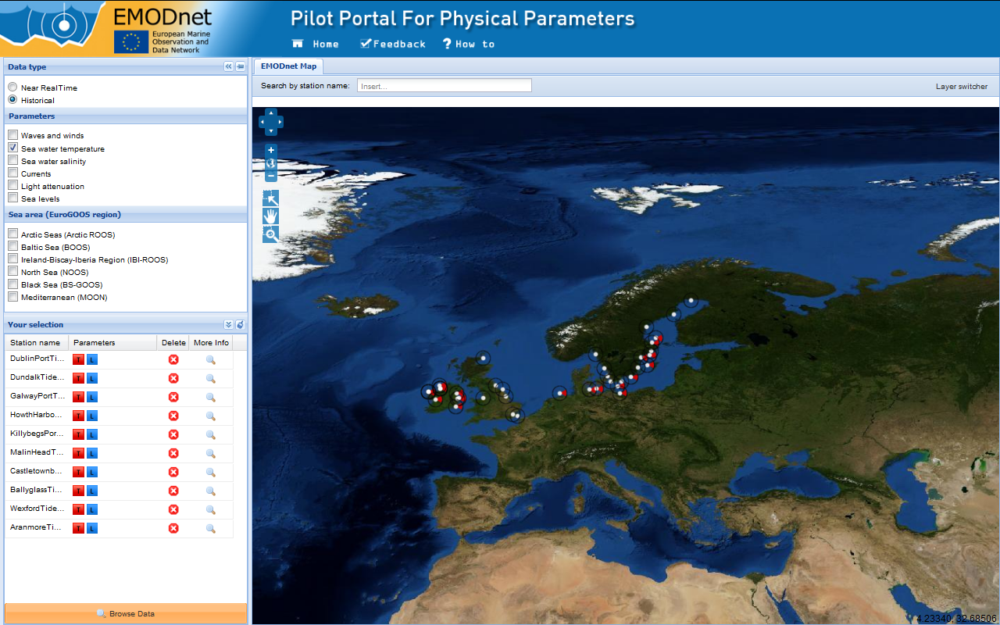 EMODnet
European Marine
Observation and
Data Network
Pilot Portal For Physical Parameters
Home Feedback ? How to
Data type
Near RealTime
Historical
Parameters
Waves and winds
Sea water temperature
Sea water salinity
Currents
Light attenuation
Sea levels
Sea area (EuroGOOS region)
Arctic Seas (Arctic ROOS)
Baltic Sea (BOOS)
Ireland-Biscay-Iberia Region (IBI-ROOS)
North Sea (NOOS)
Black Sea (BS-GOOS)
Mediterranean (MOON)
Your selection
Station name Parameters Delete More Info
DublinPortTi... T L
DundalkTide... T L
GalwayPortT... T L
HowthHarbo... T L
KillybegsPor... T L
MalinHeadT... T L
Castletownb... T L
BallyglassTi... T L
WexfordTide... T L
AranmoreTi... T L
Browse Data
EMODnet Map
Search by station name: Insert... Layer switcher
4.23340, 32.68506